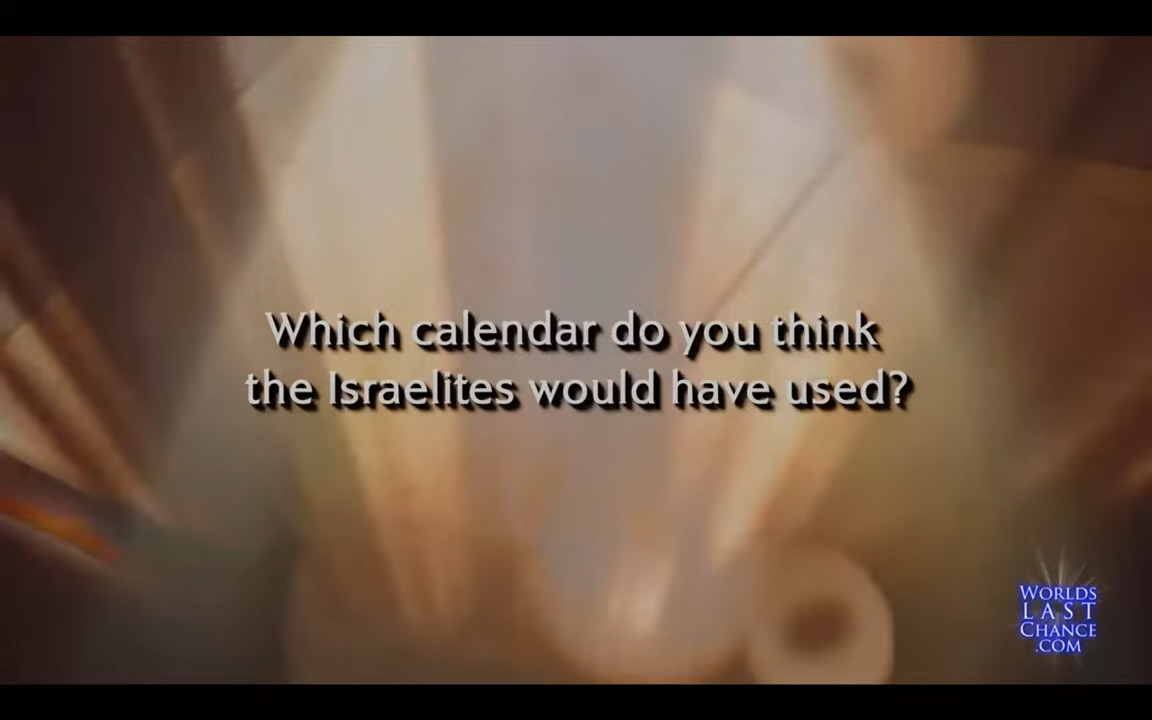 Which calendar do you think
the Israelites would have used?
WORLDS
LAST
CHANCE
.COM